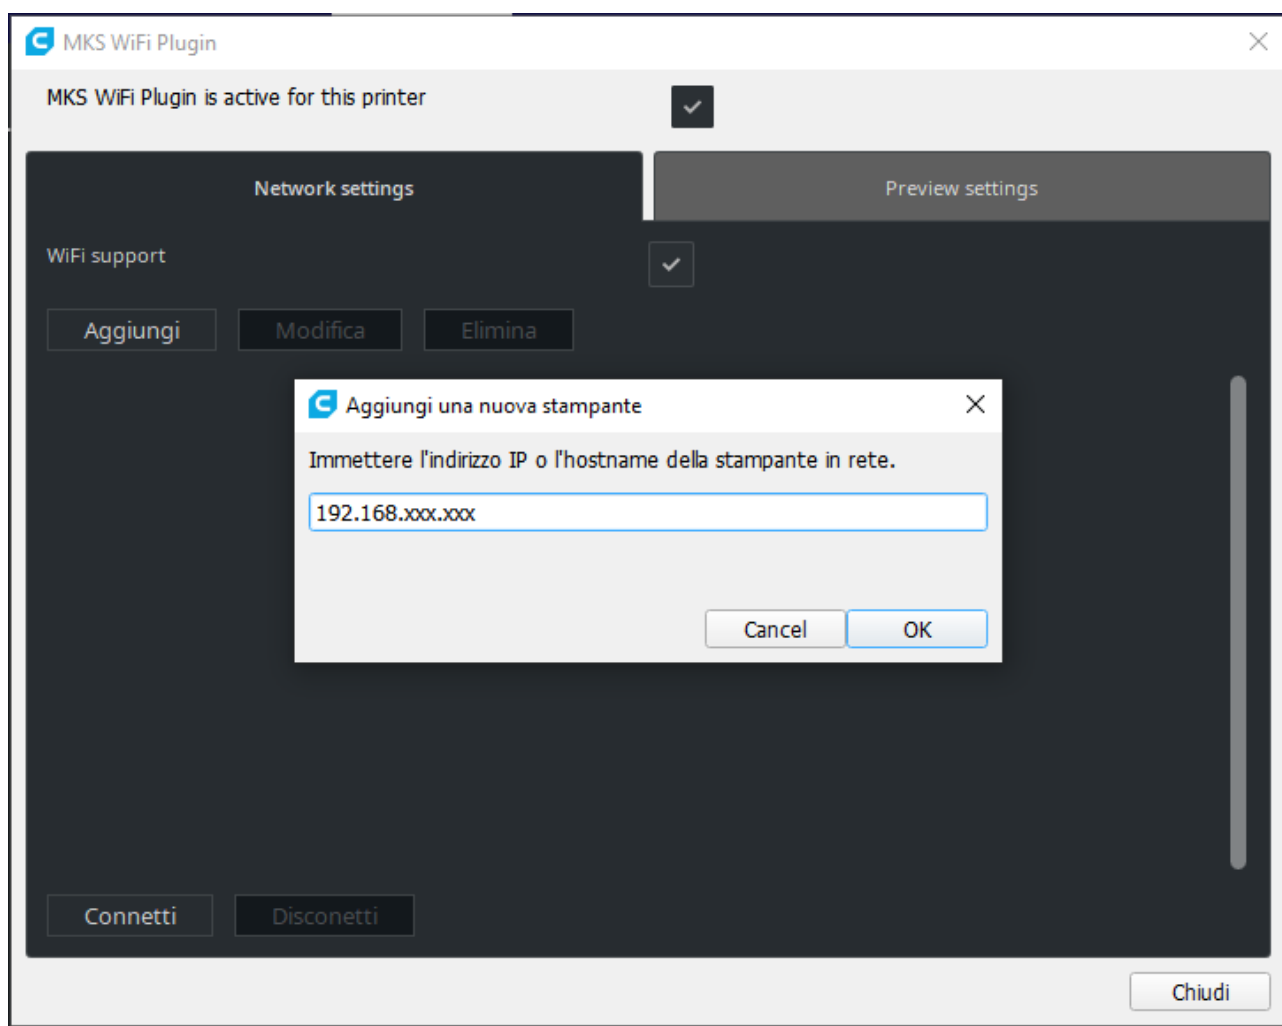 MKS WiFi Plugin
MKS WiFi Plugin is active for this printer
Network settings
Preview settings
WiFi support
Aggiungi
Modifica
Elimina
Aggiungi una nuova stampante
Immettere l'indirizzo IP o l'hostname della stampante in rete.
192.168.xxx.xxx
Cancel
OK
Connetti
Disconetti
Chiudi